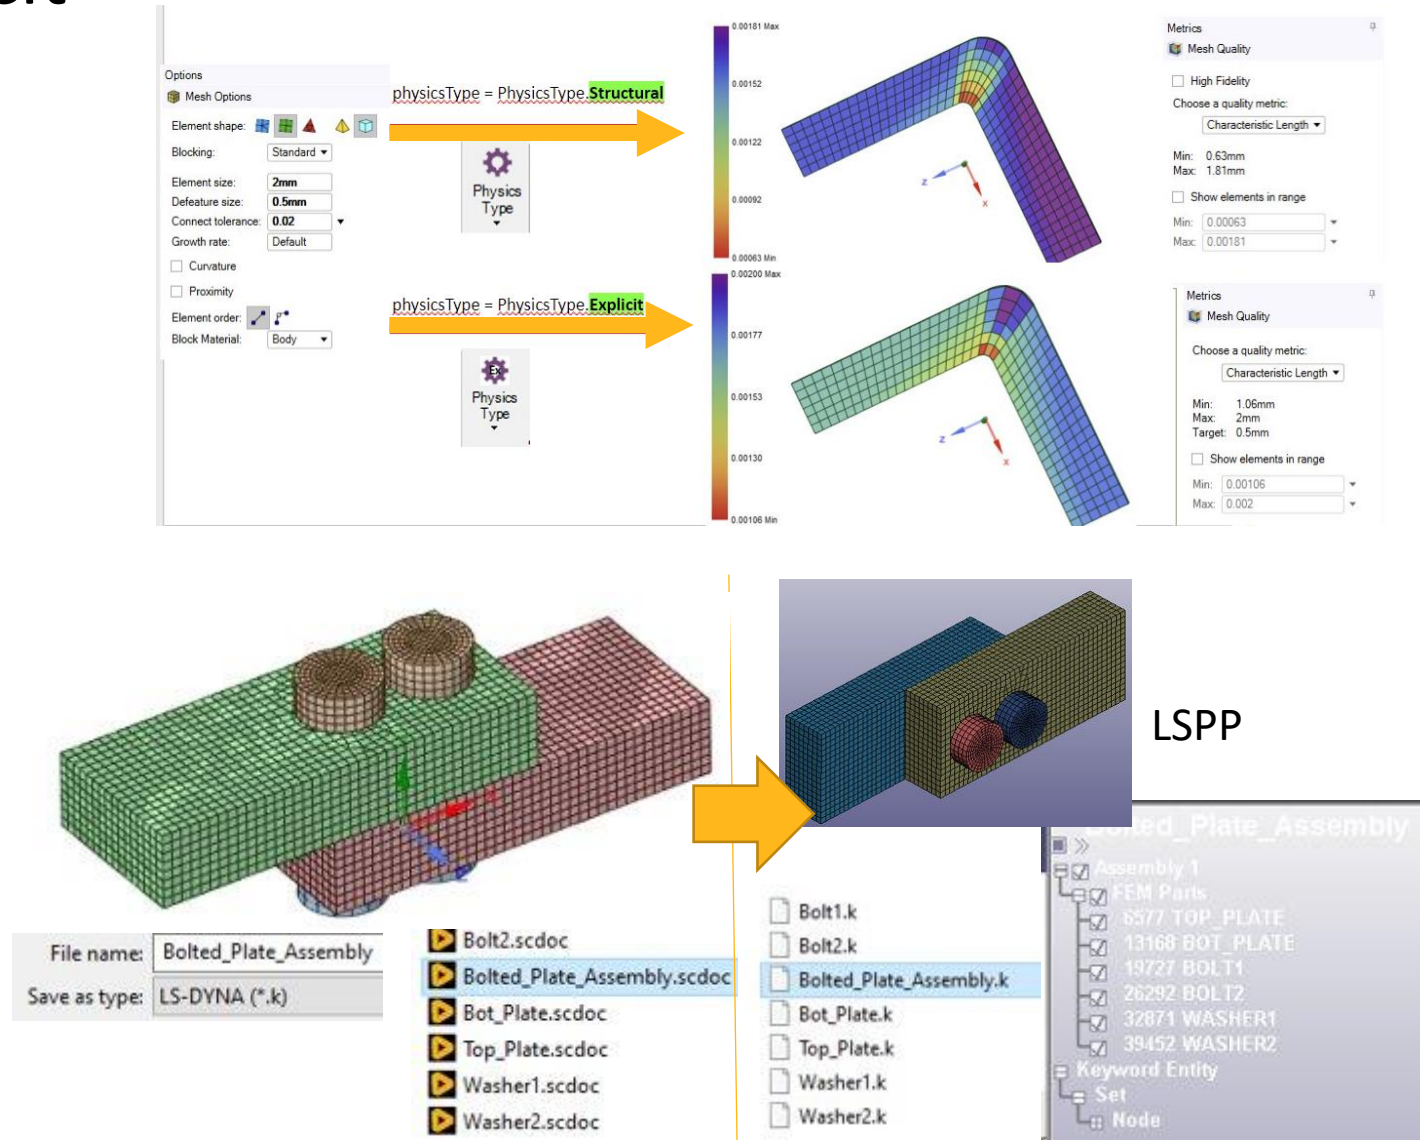 Options
Mesh Options
Element shape:
Blocking: Standard
Element size: 2mm
Defeature size: 0.5mm
Connect tolerance: 0.02
Growth rate: Default
Curvature
Proximity
Element order:
Block Material: Body
physicsType = PhysicsType.Structural
Physics
Type
physicsType = PhysicsType.Explicit
Ex
Physics
Type
0.00181 Max
0.00152
0.00122
0.00092
0.00063 Min
z
x
0.00200 Max
0.00177
0.00153
0.00130
0.00106 Min
z
x
Metrics
Mesh Quality
High Fidelity
Choose a quality metric:
Characteristic Length
Min: 0.63mm
Max: 1.81mm
Show elements in range
Min: 0.00063
Max: 0.00181
Metrics
Mesh Quality
Choose a quality metric:
Characteristic Length
Min: 1.06mm
Max: 2mm
Target: 0.5mm
Show elements in range
Min: 0.00106
Max: 0.002
LSPP
File name: Bolted_Plate_Assembly
Save as type: LS-DYNA (*.k)
Bolt2.scdoc
Bolted_Plate_Assembly.scdoc
Bot_Plate.scdoc
Top_Plate.scdoc
Washer1.scdoc
Washer2.scdoc
Bolt1.k
Bolt2.k
Bolted_Plate_Assembly.k
Bot_Plate.k
Top_Plate.k
Washer1.k
Washer2.k
Bolted_Plate_Assembly
Assembly 1
FEM Parts
6577 TOP_PLATE
13168 BOT_PLATE
19727 BOLT1
26292 BOLT2
32871 WASHER1
39452 WASHER2
Keyword Entity
Set
Node